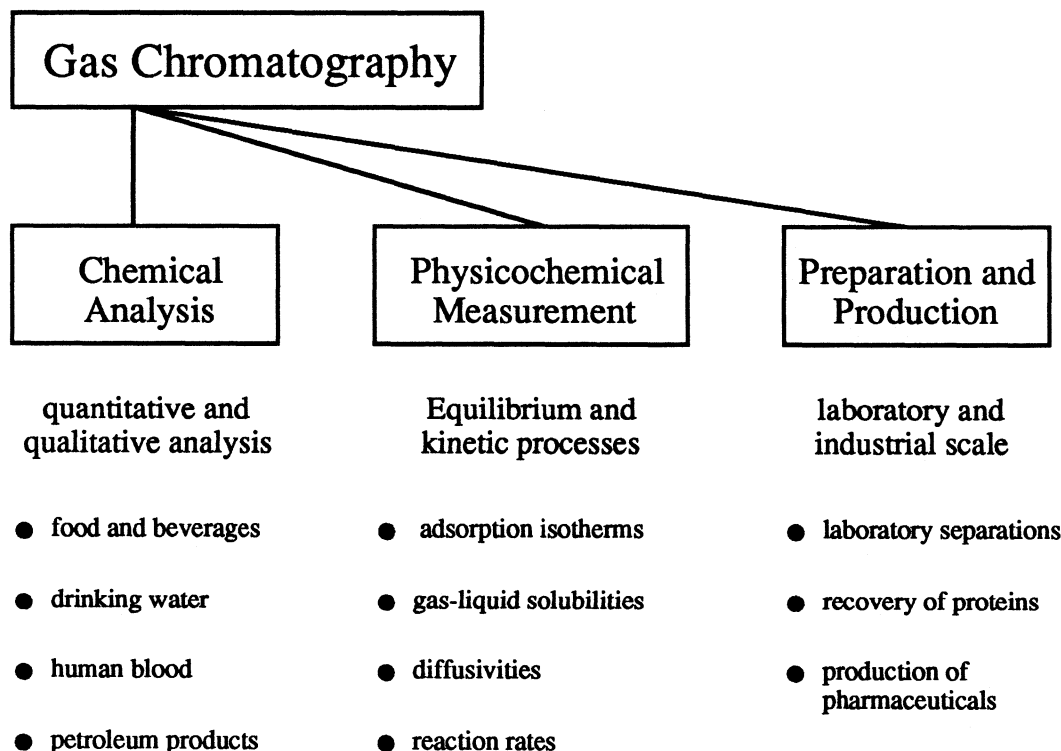 Gas Chromatography
Chemical
Analysis
Physicochemical
Measurement
Preparation and
Production
quantitative and
qualitative analysis
Equilibrium and
kinetic processes
laboratory and
industrial scale
● food and beverages
● drinking water
● human blood
● petroleum products
● adsorption isotherms
● gas-liquid solubilities
● diffusivities
● reaction rates
● laboratory separations
● recovery of proteins
● production of
pharmaceuticals